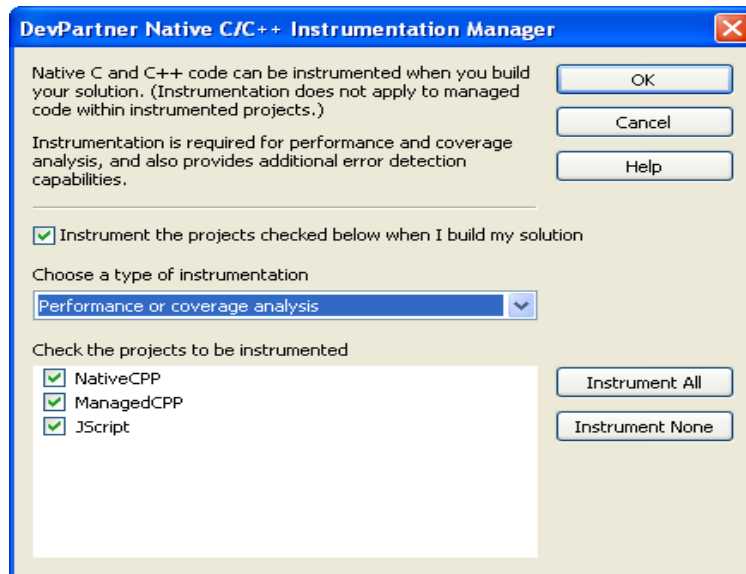 DevPartner Native C/C++ Instrumentation Manager
Native C and C++ code can be instrumented when you build
your solution. (Instrumentation does not apply to managed
code within instrumented projects.)
Instrumentation is required for performance and coverage
analysis, and also provides additional error detection
capabilities.
OK
Cancel
Help
Instrument the projects checked below when I build my solution
Choose a type of instrumentation
Performance or coverage analysis
Check the projects to be instrumented
NativeCPP
ManagedCPP
JScript
Instrument All
Instrument None